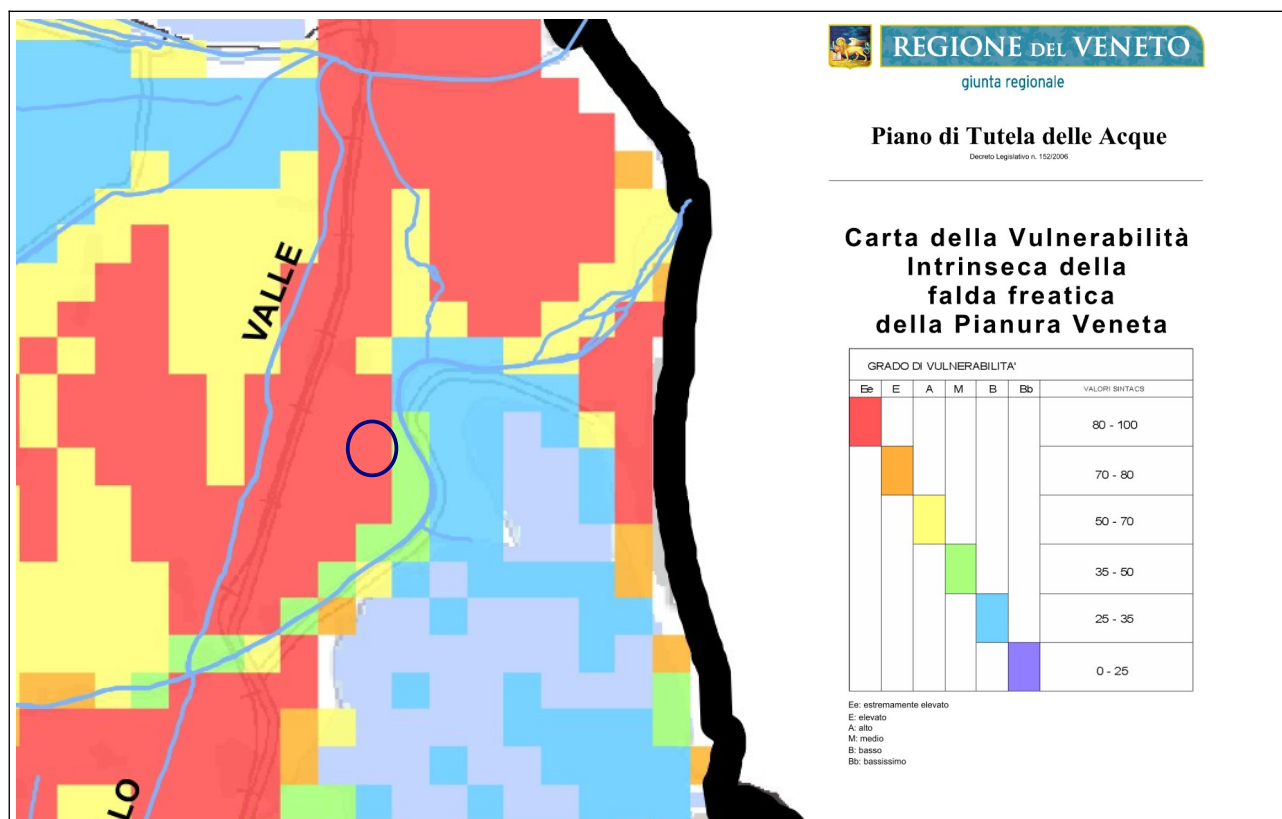 VALLE
LO
REGIONE DEL VENETO
giunta regionale
Piano di Tutela delle Acque
Decreto Legislativo n. 152/2006
Carta della Vulnerabilità
Intrinseca della
falda freatica
della Pianura Veneta
GRADO DI VULNERABILITA'
Ee E A M B Bb VALORI SINTACS
80 - 100
70 - 80
50 - 70
35 - 50
25 - 35
0 - 25
Ee: estremamente elevato
E: elevato
A: alto
M: medio
B: basso
Bb: bassissimo